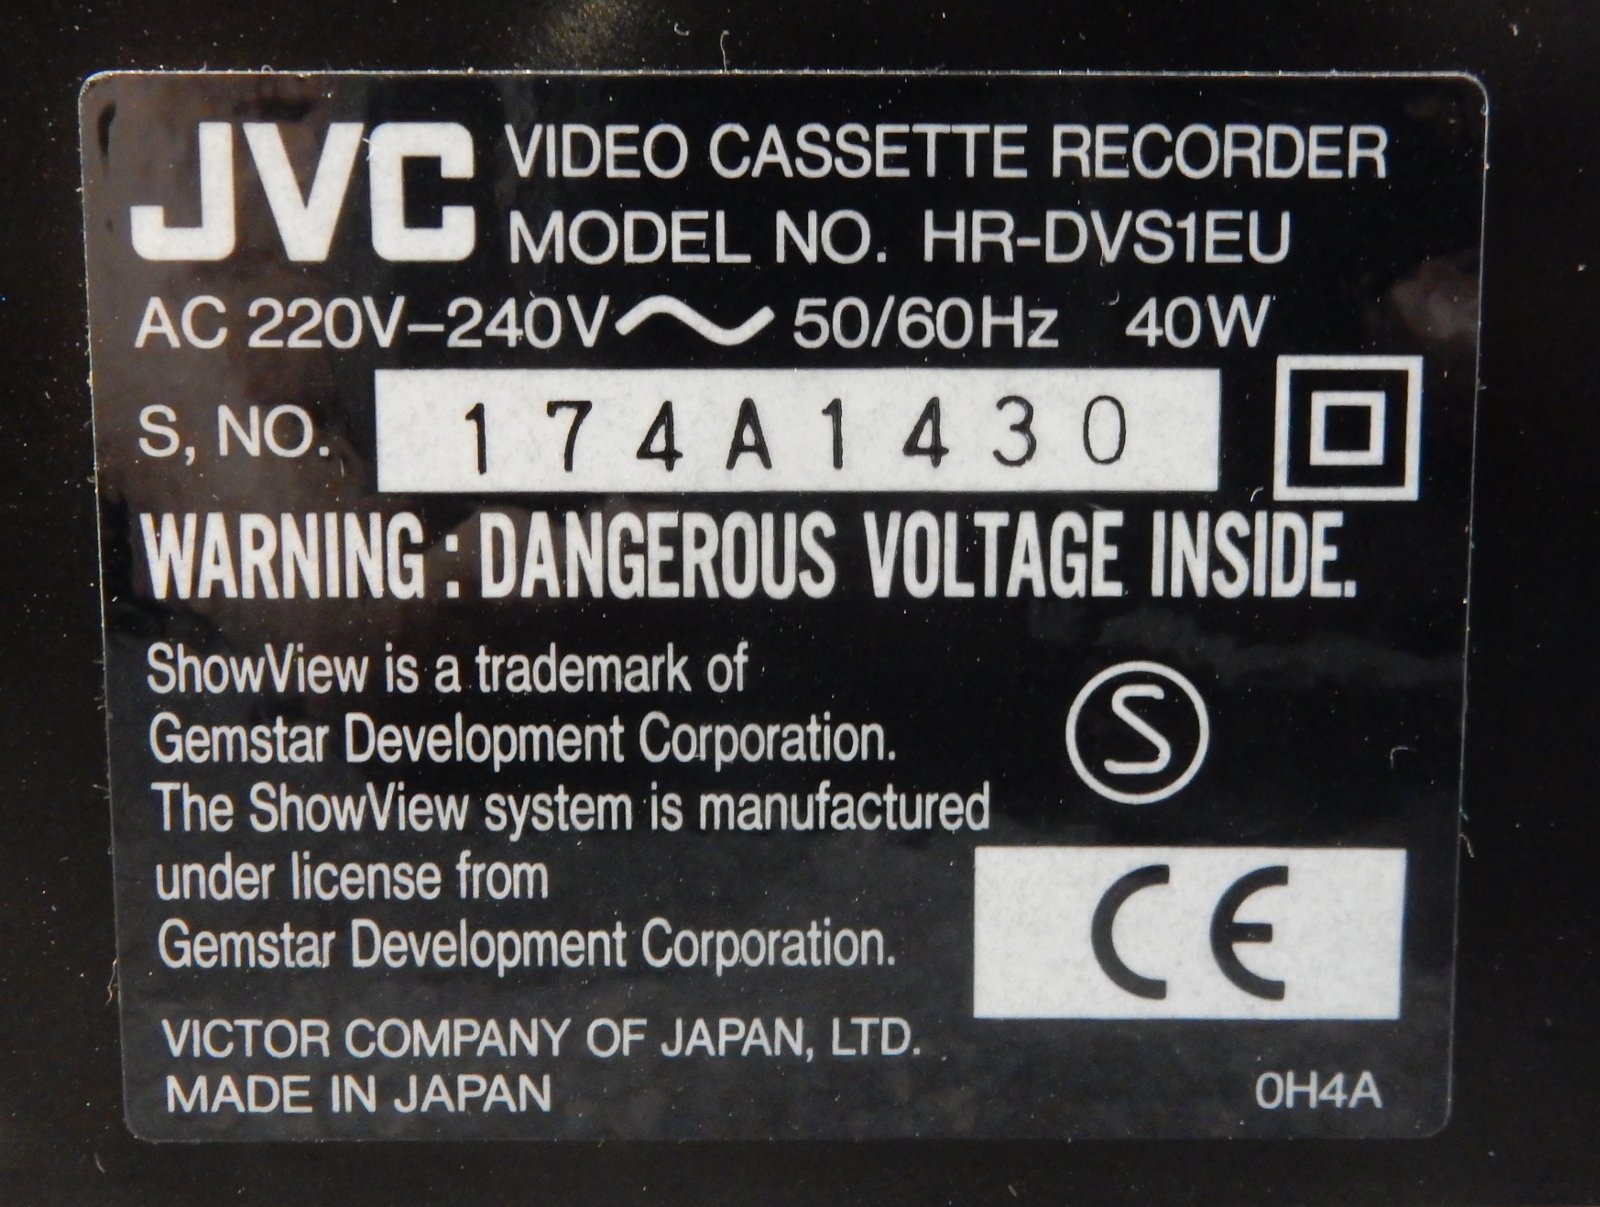 JVC VIDEO CASSETTE RECORDER
MODEL NO. HR-DVS1EU
AC 220V–240V～ 50/60Hz 40W
S, NO. 174A1430
WARNING : DANGEROUS VOLTAGE INSIDE.
ShowView is a trademark of
Gemstar Development Corporation.
The ShowView system is manufactured
under license from
Gemstar Development Corporation.
S
CE
VICTOR COMPANY OF JAPAN, LTD.
MADE IN JAPAN
0H4A